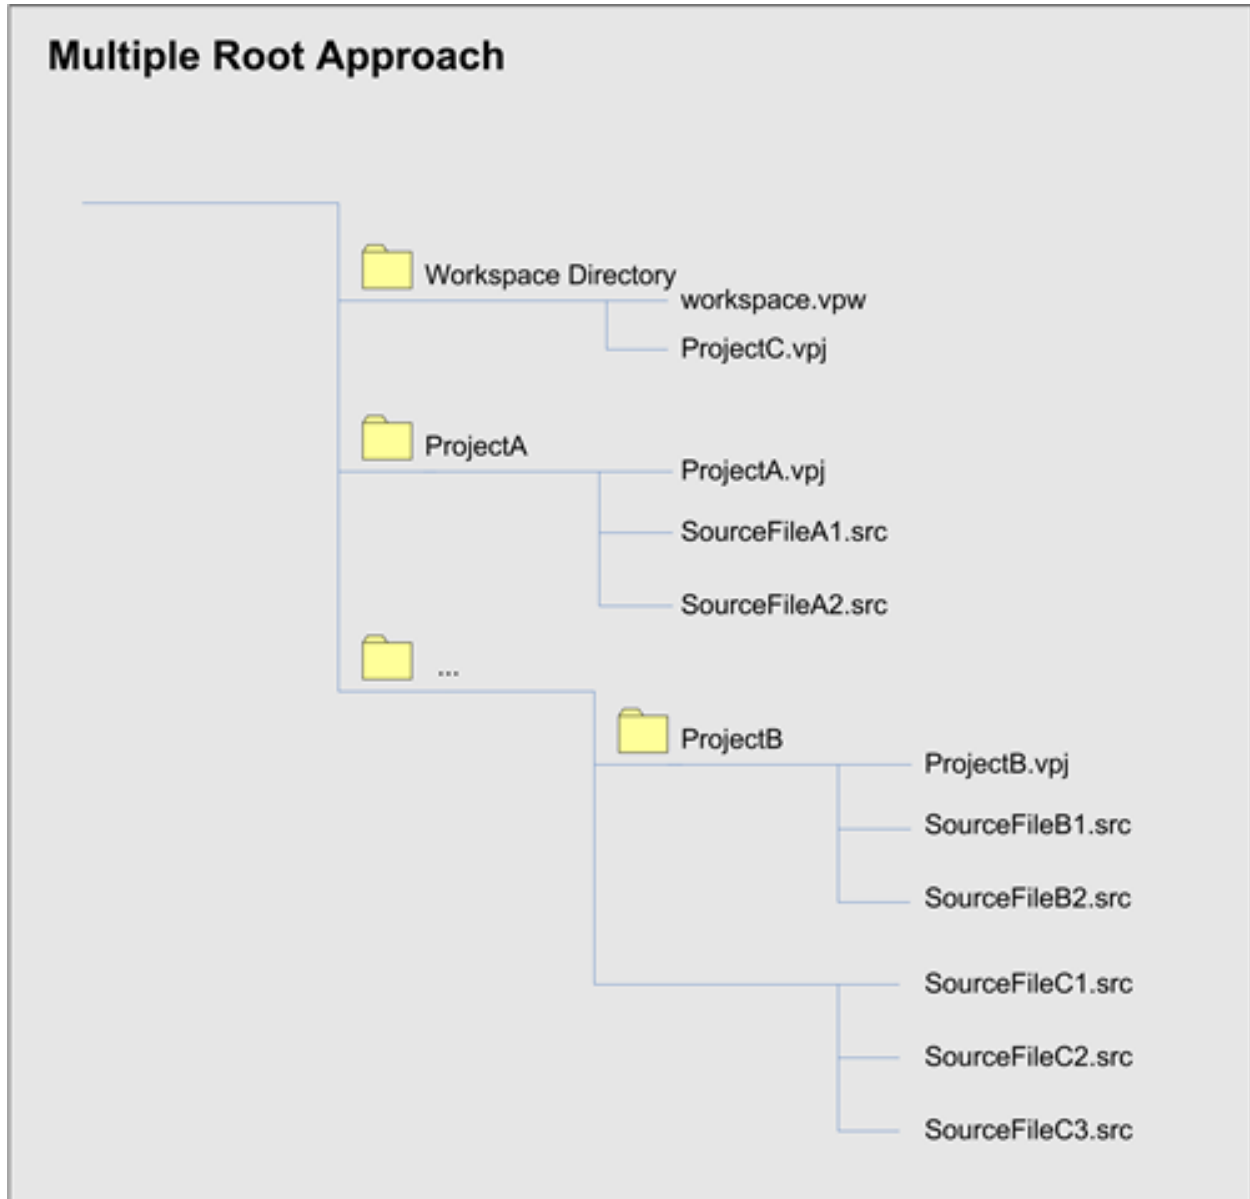 Multiple Root Approach
Workspace Directory
workspace.vpw
ProjectC.vpj
ProjectA
ProjectA.vpj
SourceFileA1.src
SourceFileA2.src
...
ProjectB
ProjectB.vpj
SourceFileB1.src
SourceFileB2.src
SourceFileC1.src
SourceFileC2.src
SourceFileC3.src